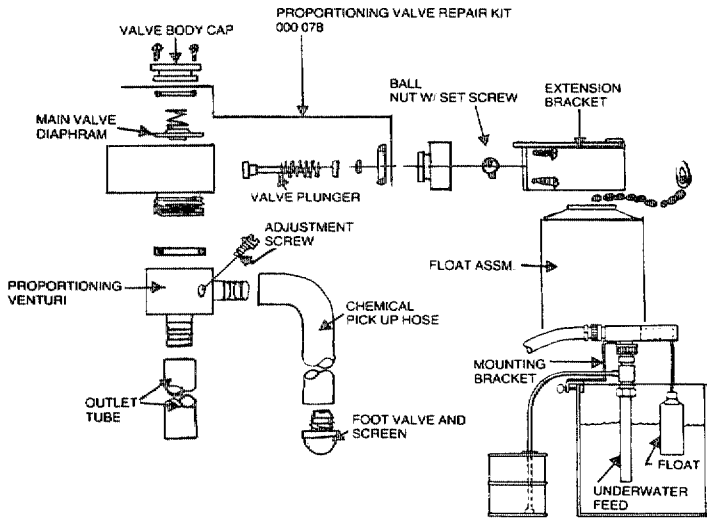 PROPORTIONING VALVE REPAIR KIT
000 078
VALVE BODY CAP
BALL
NUT W/ SET SCREW
EXTENSION
BRACKET
MAIN VALVE
DIAPHRAM
VALVE PLUNGER
ADJUSTMENT
SCREW
FLOAT ASSM.
PROPORTIONING
VENTURI
CHEMICAL
PICK UP HOSE
MOUNTING
BRACKET
OUTLET
TUBE
FOOT VALVE AND
SCREEN
FLOAT
UNDERWATER
FEED